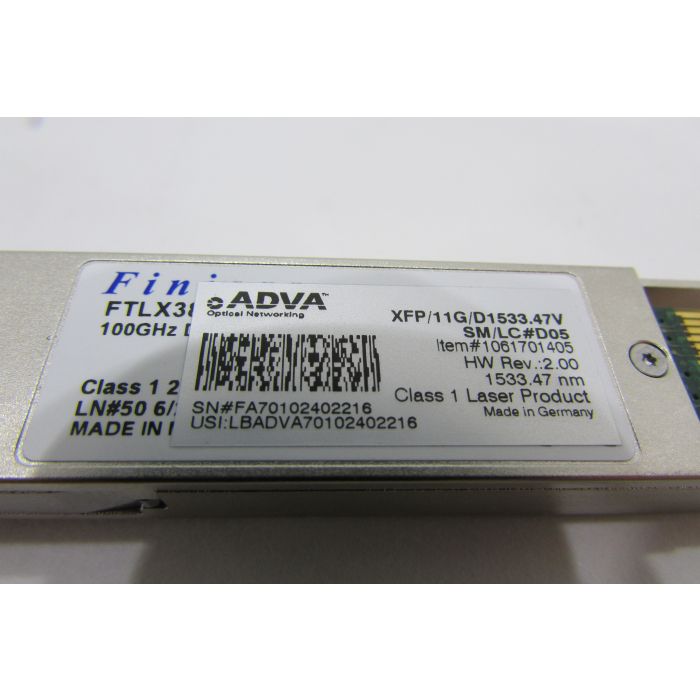 FTLX38
100GHz D
Class 1 2
LN#50 6/
MADE IN
ADVA™
Optical Networking
SN#FA70102402216
USI:LBADVA70102402216
XFP/11G/D1533.47V
SM/LC#D05
Item#1061701405
HW Rev.:2.00
1533.47 nm
Class 1 Laser Product
Made in Germany